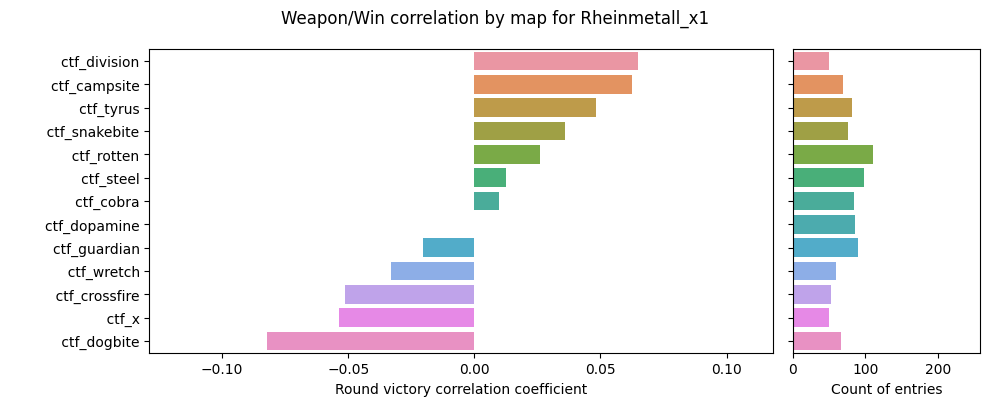 Weapon/Win correlation by map for Rheinmetall_x1
ctf_division
ctf_campsite
ctf_tyrus
ctf_snakebite
ctf_rotten
ctf_steel
ctf_cobra
ctf_dopamine
ctf_guardian
ctf_wretch
ctf_crossfire
ctf_x
ctf_dogbite
−0.10 −0.05 0.00 0.05 0.10
Round victory correlation coefficient
0 100 200
Count of entries